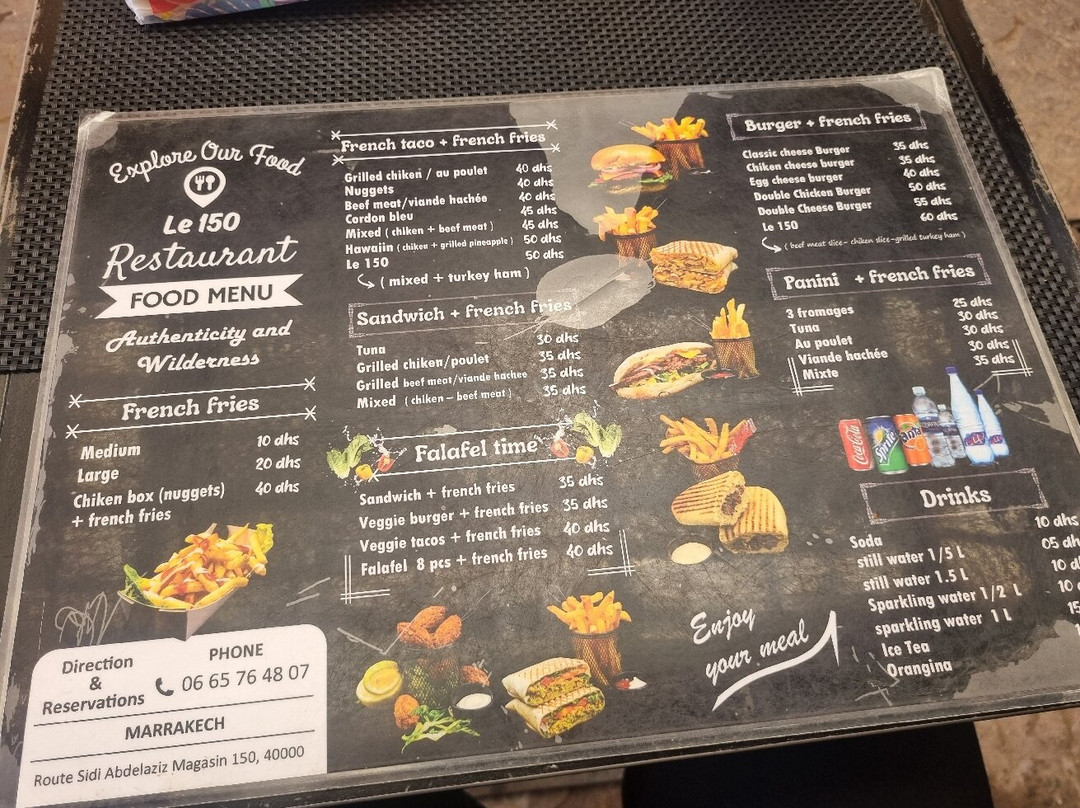 Explore Our Food
Le 150
Restaurant
FOOD MENU
Authenticity and
Wilderness
French fries
Medium 10 dhs
Large 20 dhs
Chiken box (nuggets) 40 dhs
+ french fries
Direction
&
Reservations
PHONE
06 65 76 48 07
MARRAKECH
Route Sidi Abdelaziz Magasin 150, 40000
French taco + french fries
Grilled chiken / au poulet 40 dhs
Nuggets 40 dhs
Beef meat/viande hachée 40 dhs
Cordon bleu 45 dhs
Mixed ( chiken + beef meat ) 45 dhs
Hawaiin ( chiken + grilled pineapple ) 50 dhs
Le 150 50 dhs
( mixed + turkey ham )
Sandwich + french fries
Tuna 30 dhs
Grilled chiken/poulet 35 dhs
Grilled beef meat/viande hachee 35 dhs
Mixed ( chiken – beef meat ) 35 dhs
Falafel time
Sandwich + french fries 35 dhs
Veggie burger + french fries 35 dhs
Veggie tacos + french fries 40 dhs
Falafel 8 pcs + french fries 40 dhs
Burger + french fries
Classic cheese Burger 35 dhs
Chiken cheese burger 35 dhs
Egg cheese burger 40 dhs
Double Chicken Burger 50 dhs
Double Cheese Burger 55 dhs
Le 150 60 dhs
( beef meat slice- chiken slice-grilled turkey ham )
Panini + french fries
3 fromages 25 dhs
Tuna 30 dhs
Au poulet 30 dhs
Viande hachée 30 dhs
Mixte 35 dhs
Coca-Cola
Sprite
Fanta
Drinks
Soda 10 dhs
still water 1/5 L 05 dh
still water 1.5 L 10 d
Sparkling water 1/2 L 10
sparkling water 1 L 15
Ice Tea
Orangina
Enjoy
your meal